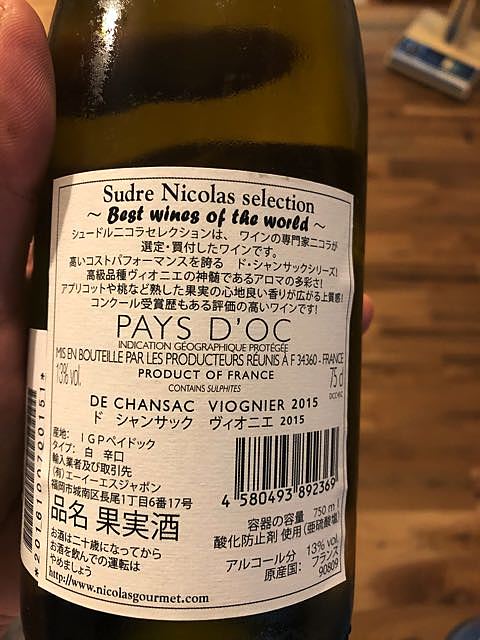 Sudre Nicolas selection
～ Best wines of the world ～
シュードルニコラセレクションは、ワインの専門家ニコラが
選定・買付したワインです。
高いコストパフォーマンスを誇る ド・シャンサックシリーズ!
高級品種ヴィオニエの神髄であるアロマの多彩さ!
アプリコットや桃など熟した果実の心地良い香りが広がる上質感!
コンクール受賞歴もある評価の高いワインです!
PAYS D'OC
INDICATION GÉOGRAPHIQUE PROTÉGÉE
MIS EN BOUTEILLE PAR LES PRODUCTEURS RÉUNIS À F 34360 - FRANCE
13% vol.
PRODUCT OF FRANCE
75 cl
CONTAINS SULPHITES
DE CHANSAC VIOGNIER 2015
ド シャンサック ヴィオニエ 2015
産地: IGPペイドック
タイプ: 白 辛口
輸入業者及び取引先
(有)エーイーエスジャポン
福岡市城南区長尾1丁目6番17号
品名 果実酒
お酒は二十歳になってから
お酒を飲んでの運転は
やめましょう
http://www.nicolasgourmet.com
4 580493 892369
容器の容量 750 ml
酸化防止剤 使用(亜硫酸塩)
アルコール分 13% vol.
原産国: フランス
90809